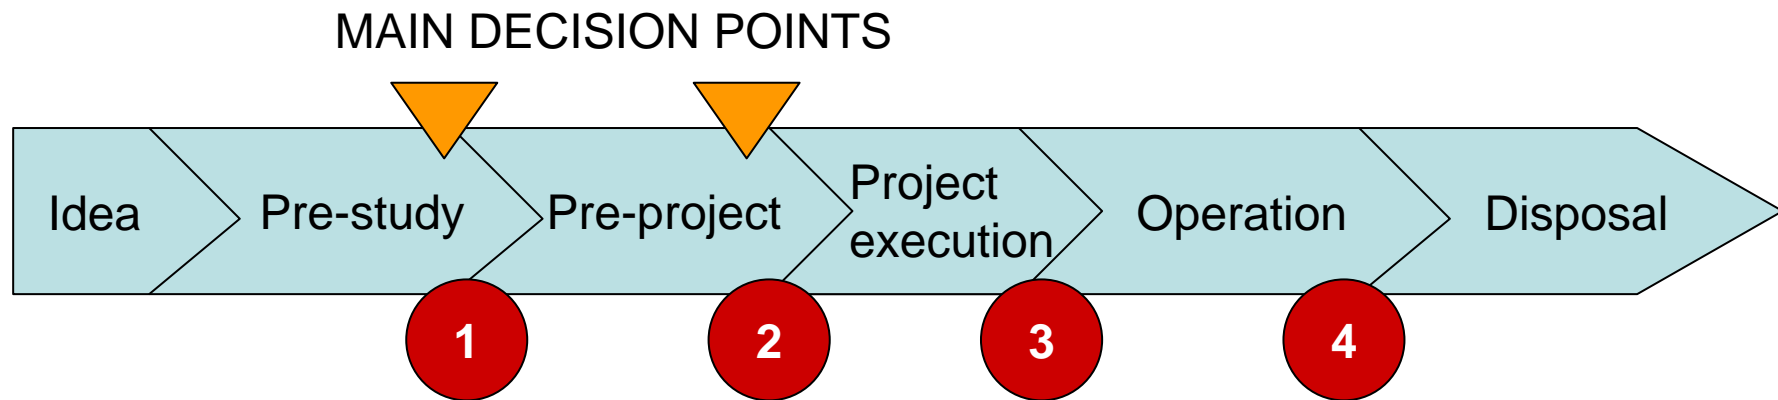 MAIN DECISION POINTS
Idea
Pre-study
Pre-project
Project
execution
Operation
Disposal
1
2
3
4